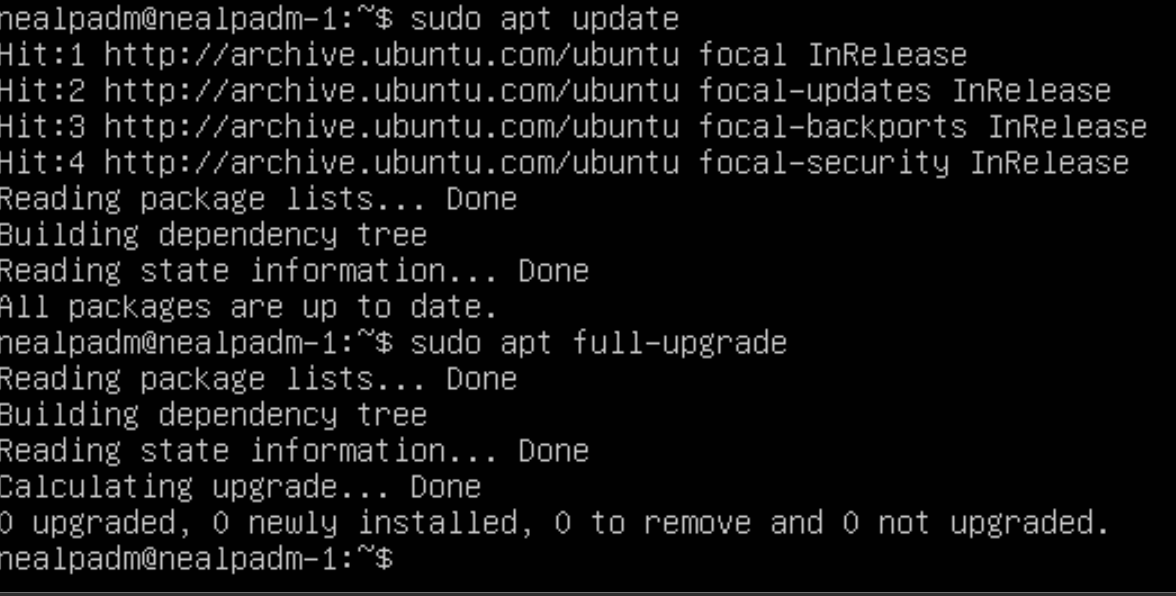 nealpadm@nealpadm-1:~$ sudo apt update
Hit:1 http://archive.ubuntu.com/ubuntu focal InRelease
Hit:2 http://archive.ubuntu.com/ubuntu focal-updates InRelease
Hit:3 http://archive.ubuntu.com/ubuntu focal-backports InRelease
Hit:4 http://archive.ubuntu.com/ubuntu focal-security InRelease
Reading package lists... Done
Building dependency tree
Reading state information... Done
All packages are up to date.
nealpadm@nealpadm-1:~$ sudo apt full-upgrade
Reading package lists... Done
Building dependency tree
Reading state information... Done
Calculating upgrade... Done
0 upgraded, 0 newly installed, 0 to remove and 0 not upgraded.
nealpadm@nealpadm-1:~$